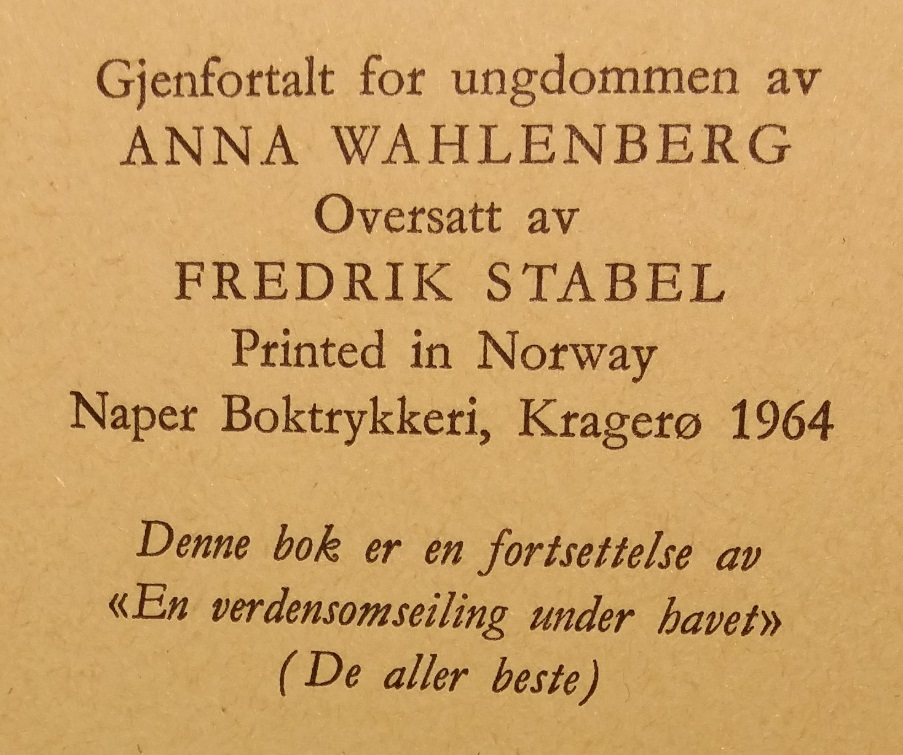 Gjenfortalt for ungdommen av
ANNA WAHLENBERG
Oversatt av
FREDRIK STABEL
Printed in Norway
Naper Boktrykkeri, Kragerø 1964
Denne bok er en fortsettelse av
«En verdensomseiling under havet»
(De aller beste)